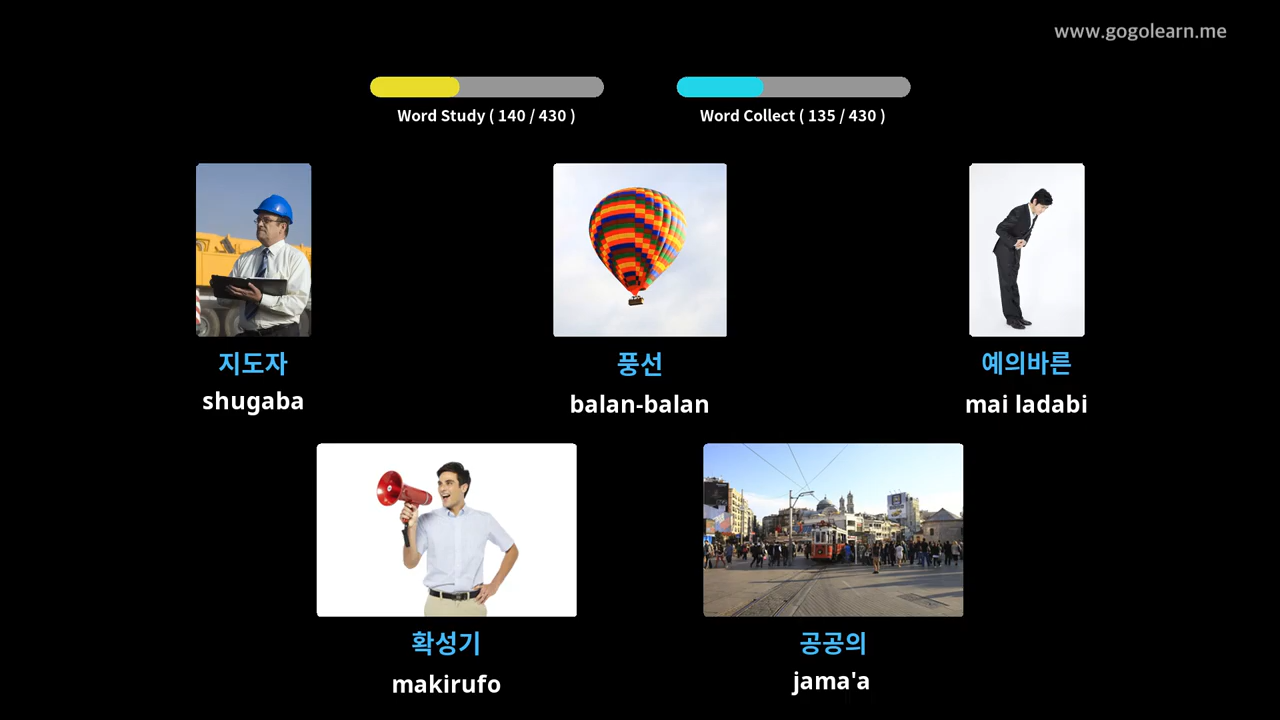 www.gogolearn.me
Word Study ( 140 / 430 )
Word Collect ( 135 / 430 )
지도자
shugaba
풍선
balan-balan
예의바른
mai ladabi
확성기
makirufo
공공의
jama'a